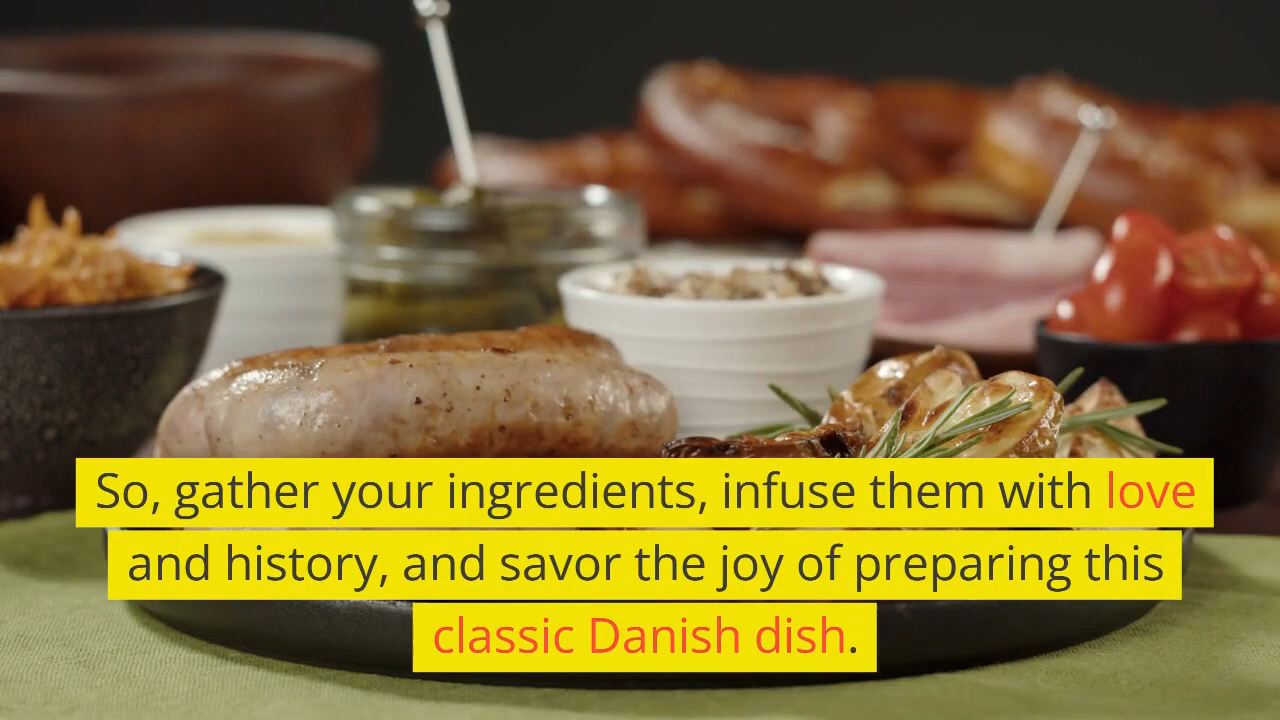 So, gather your ingredients, infuse them with love
and history, and savor the joy of preparing this
classic Danish dish.